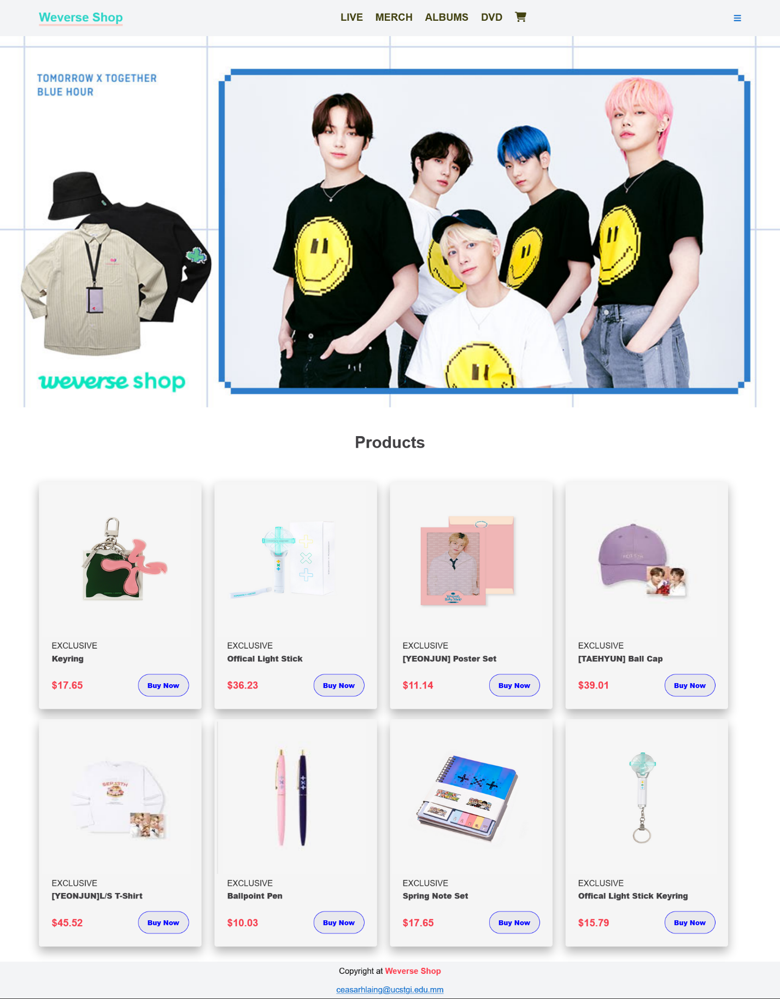 Weverse Shop
LIVE MERCH ALBUMS DVD
TOMORROW X TOGETHER
BLUE HOUR
weverse shop
Products
EXCLUSIVE
Keyring
$17.65 Buy Now
EXCLUSIVE
Offical Light Stick
$36.23 Buy Now
EXCLUSIVE
[YEONJUN] Poster Set
$11.14 Buy Now
EXCLUSIVE
[TAEHYUN] Ball Cap
$39.01 Buy Now
SEP.13TH
EXCLUSIVE
[YEONJUN]L/S T-Shirt
$45.52 Buy Now
EXCLUSIVE
Ballpoint Pen
$10.03 Buy Now
EXCLUSIVE
Spring Note Set
$17.65 Buy Now
EXCLUSIVE
Offical Light Stick Keyring
$15.79 Buy Now
Copyright at Weverse Shop
ceasarhlaing@ucstgi.edu.mm